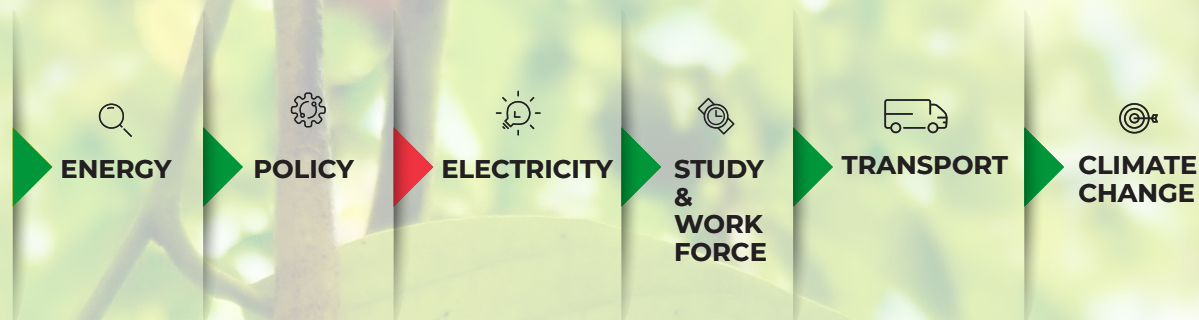 ENERGY
POLICY
ELECTRICITY
STUDY
&
WORK
FORCE
TRANSPORT
CLIMATE
CHANGE